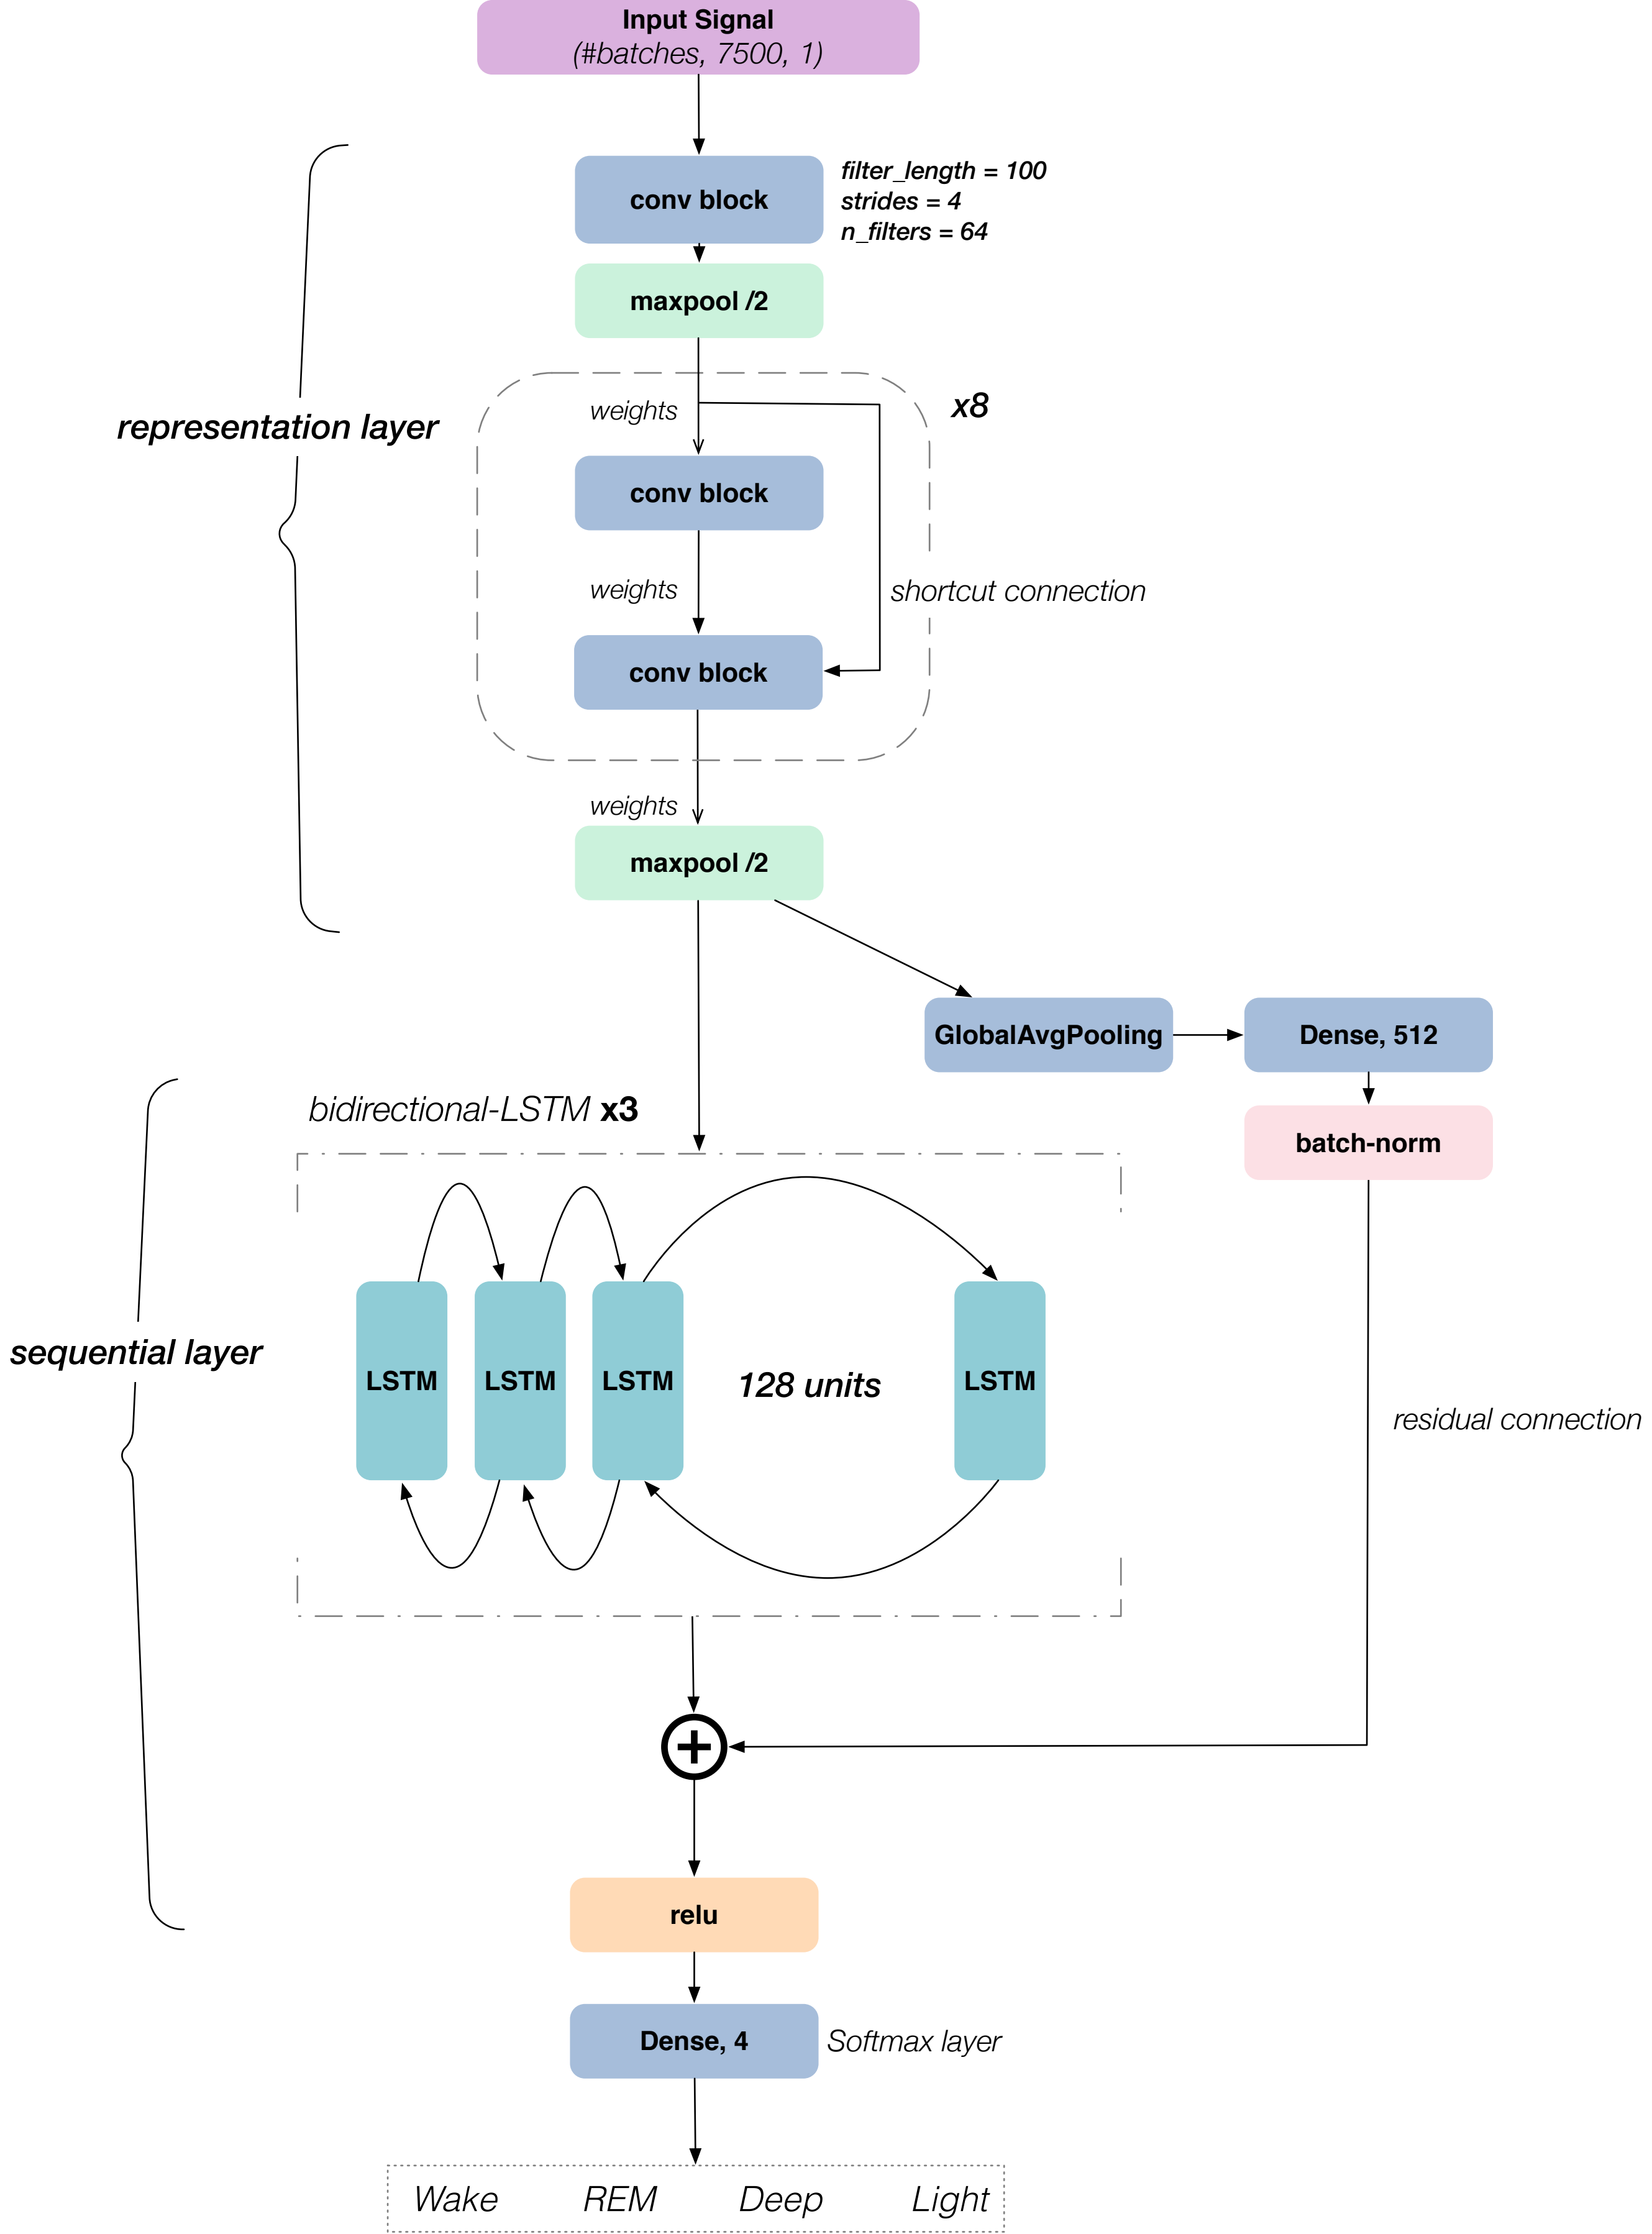 Input Signal
(#batches, 7500, 1)
conv block
filter_length = 100
strides = 4
n_filters = 64
maxpool /2
representation layer
x8
weights
conv block
weights
shortcut connection
conv block
weights
maxpool /2
GlobalAvgPooling
Dense, 512
bidirectional-LSTM x3
batch-norm
sequential layer
LSTM
LSTM
LSTM
128 units
LSTM
residual connection
+
relu
Dense, 4
Softmax layer
Wake REM Deep Light